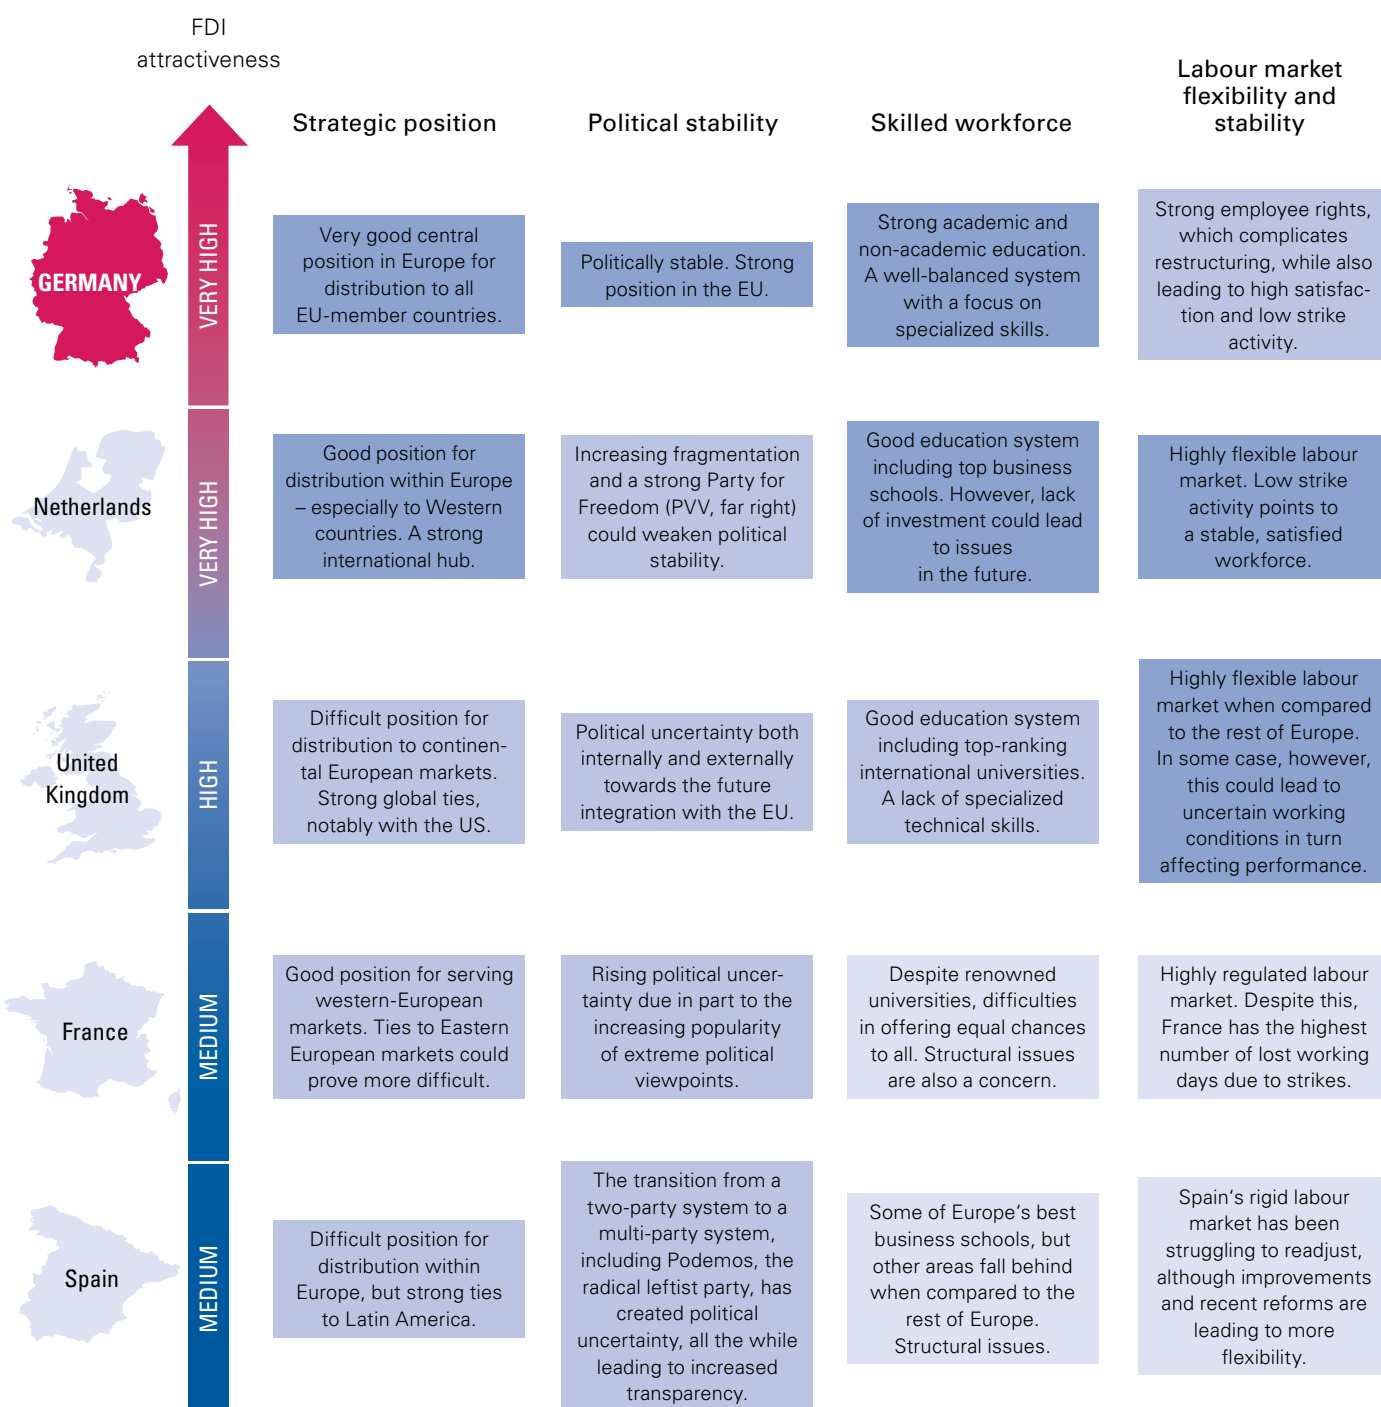 FDI
attractiveness
Strategic position
Political stability
Skilled workforce
Labour market
flexibility and
stability
GERMANY
VERY HIGH
Very good central
position in Europe for
distribution to all
EU-member countries.
Politically stable. Strong
position in the EU.
Strong academic and
non-academic education.
A well-balanced system
with a focus on
specialized skills.
Strong employee rights,
which complicates
restructuring, while also
leading to high satisfac-
tion and low strike
activity.
Netherlands
VERY HIGH
Good position for
distribution within Europe
– especially to Western
countries. A strong
international hub.
Increasing fragmentation
and a strong Party for
Freedom (PVV, far right)
could weaken political
stability.
Good education system
including top business
schools. However, lack
of investment could lead
to issues
in the future.
Highly flexible labour
market. Low strike
activity points to
a stable, satisfied
workforce.
United
Kingdom
HIGH
Difficult position for
distribution to continen-
tal European markets.
Strong global ties,
notably with the US.
Political uncertainty both
internally and externally
towards the future
integration with the EU.
Good education system
including top-ranking
international universities.
A lack of specialized
technical skills.
Highly flexible labour
market when compared
to the rest of Europe.
In some case, however,
this could lead to
uncertain working
conditions in turn
affecting performance.
France
MEDIUM
Good position for serving
western-European
markets. Ties to Eastern
European markets could
prove more difficult.
Rising political uncer-
tainty due in part to the
increasing popularity
of extreme political
viewpoints.
Despite renowned
universities, difficulties
in offering equal chances
to all. Structural issues
are also a concern.
Highly regulated labour
market. Despite this,
France has the highest
number of lost working
days due to strikes.
Spain
MEDIUM
Difficult position for
distribution within
Europe, but strong ties
to Latin America.
The transition from a
two-party system to a
multi-party system,
including Podemos, the
radical leftist party, has
created political
uncertainty, all the while
leading to increased
transparency.
Some of Europe‘s best
business schools, but
other areas fall behind
when compared to the
rest of Europe.
Structural issues.
Spain‘s rigid labour
market has been
struggling to readjust,
although improvements
and recent reforms are
leading to more
flexibility.